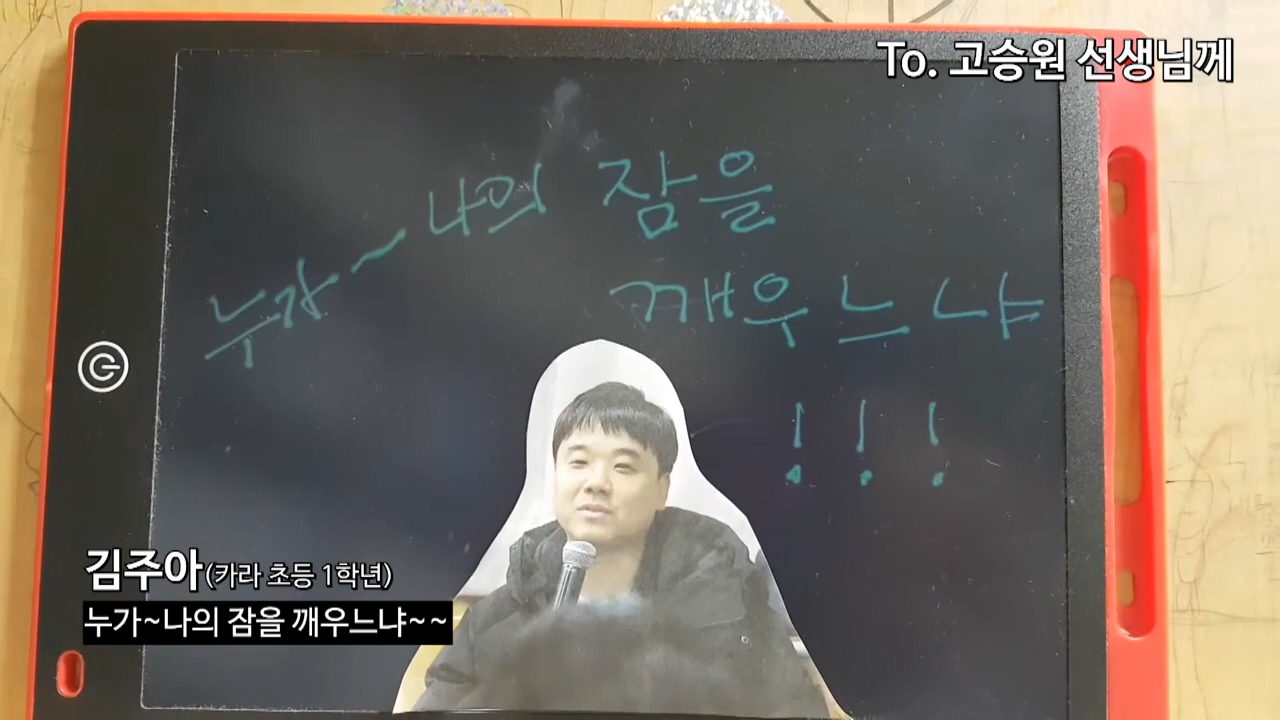 To. 고승원 선생님께
누가~ 나의 잠을
깨우느냐
!!!
김주아(카라 초등 1학년)
누가~나의 잠을 깨우느냐~~